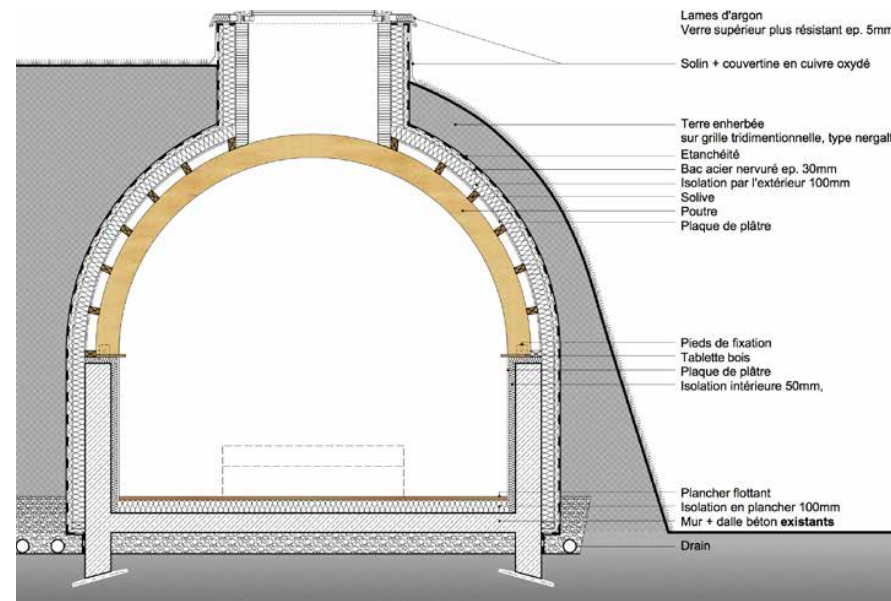 Lames d'argon
Verre supérieur plus résistant ep. 5mm
Solin + couvertine en cuivre oxydé
Terre enherbée
sur grille tridimentionnelle, type nergalt
Etanchéité
Bac acier nervuré ep. 30mm
Isolation par l'extérieur 100mm
Solive
Poutre
Plaque de plâtre
Pieds de fixation
Tablette bois
Plaque de plâtre
Isolation intérieure 50mm,
Plancher flottant
Isolation en plancher 100mm
Mur + dalle béton existants
Drain